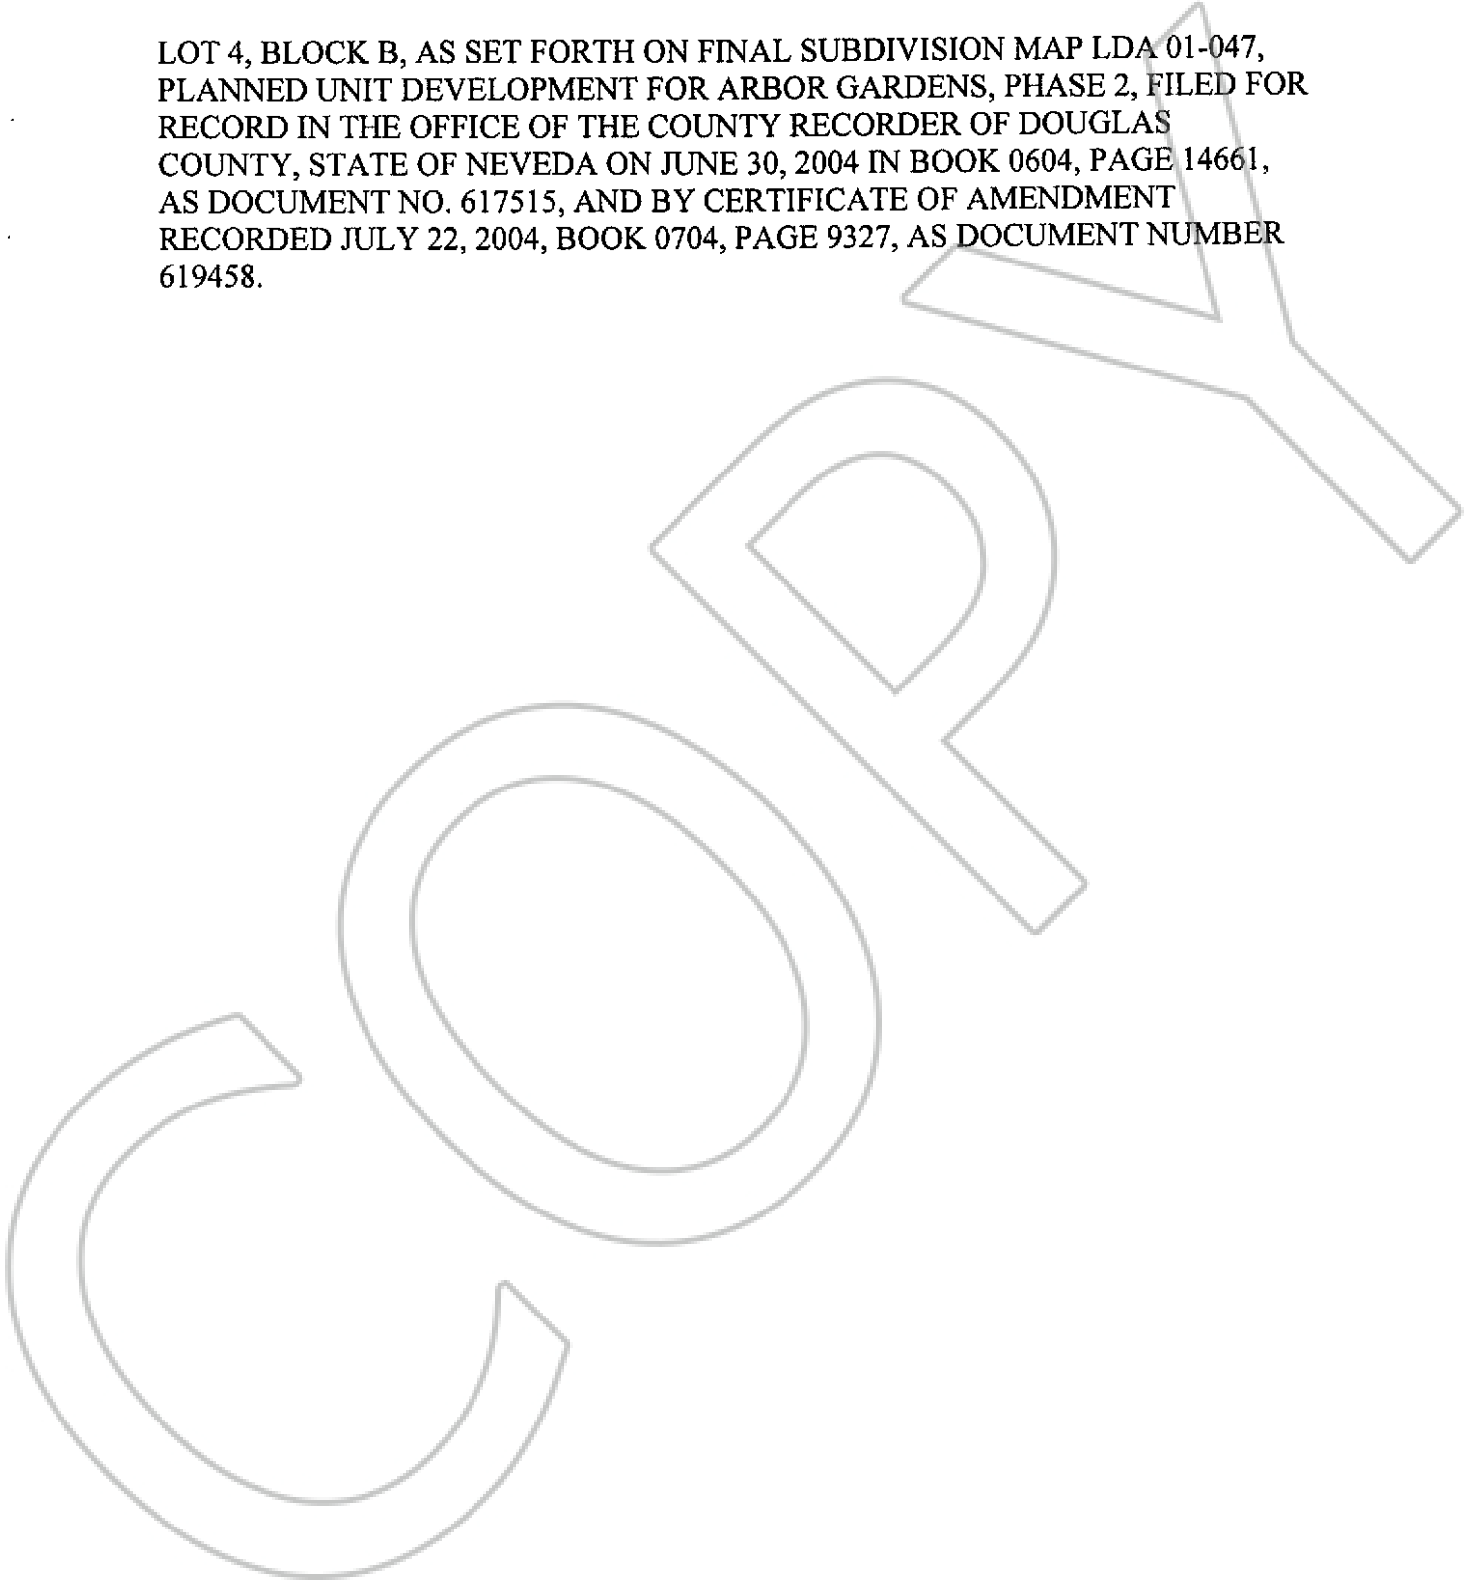 LOT 4, BLOCK B, AS SET FORTH ON FINAL SUBDIVISION MAP LDA 01-047,
PLANNED UNIT DEVELOPMENT FOR ARBOR GARDENS, PHASE 2, FILED FOR
RECORD IN THE OFFICE OF THE COUNTY RECORDER OF DOUGLAS
COUNTY, STATE OF NEVEDA ON JUNE 30, 2004 IN BOOK 0604, PAGE 14661,
AS DOCUMENT NO. 617515, AND BY CERTIFICATE OF AMENDMENT
RECORDED JULY 22, 2004, BOOK 0704, PAGE 9327, AS DOCUMENT NUMBER
619458.
COPY